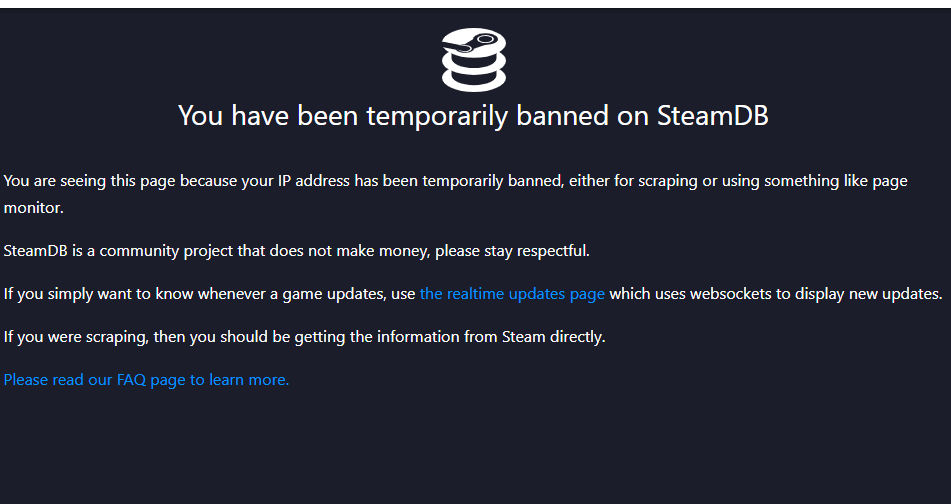 You have been temporarily banned on SteamDB
You are seeing this page because your IP address has been temporarily banned, either for scraping or using something like page
monitor.
SteamDB is a community project that does not make money, please stay respectful.
If you simply want to know whenever a game updates, use the realtime updates page which uses websockets to display new updates.
If you were scraping, then you should be getting the information from Steam directly.
Please read our FAQ page to learn more.